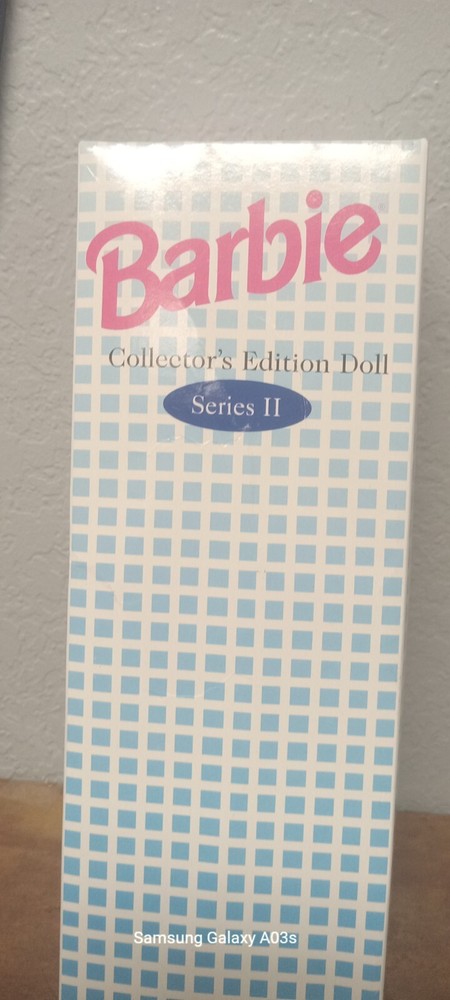 Barbie
Collector's Edition Doll
Series II
Samsung Galaxy A03s